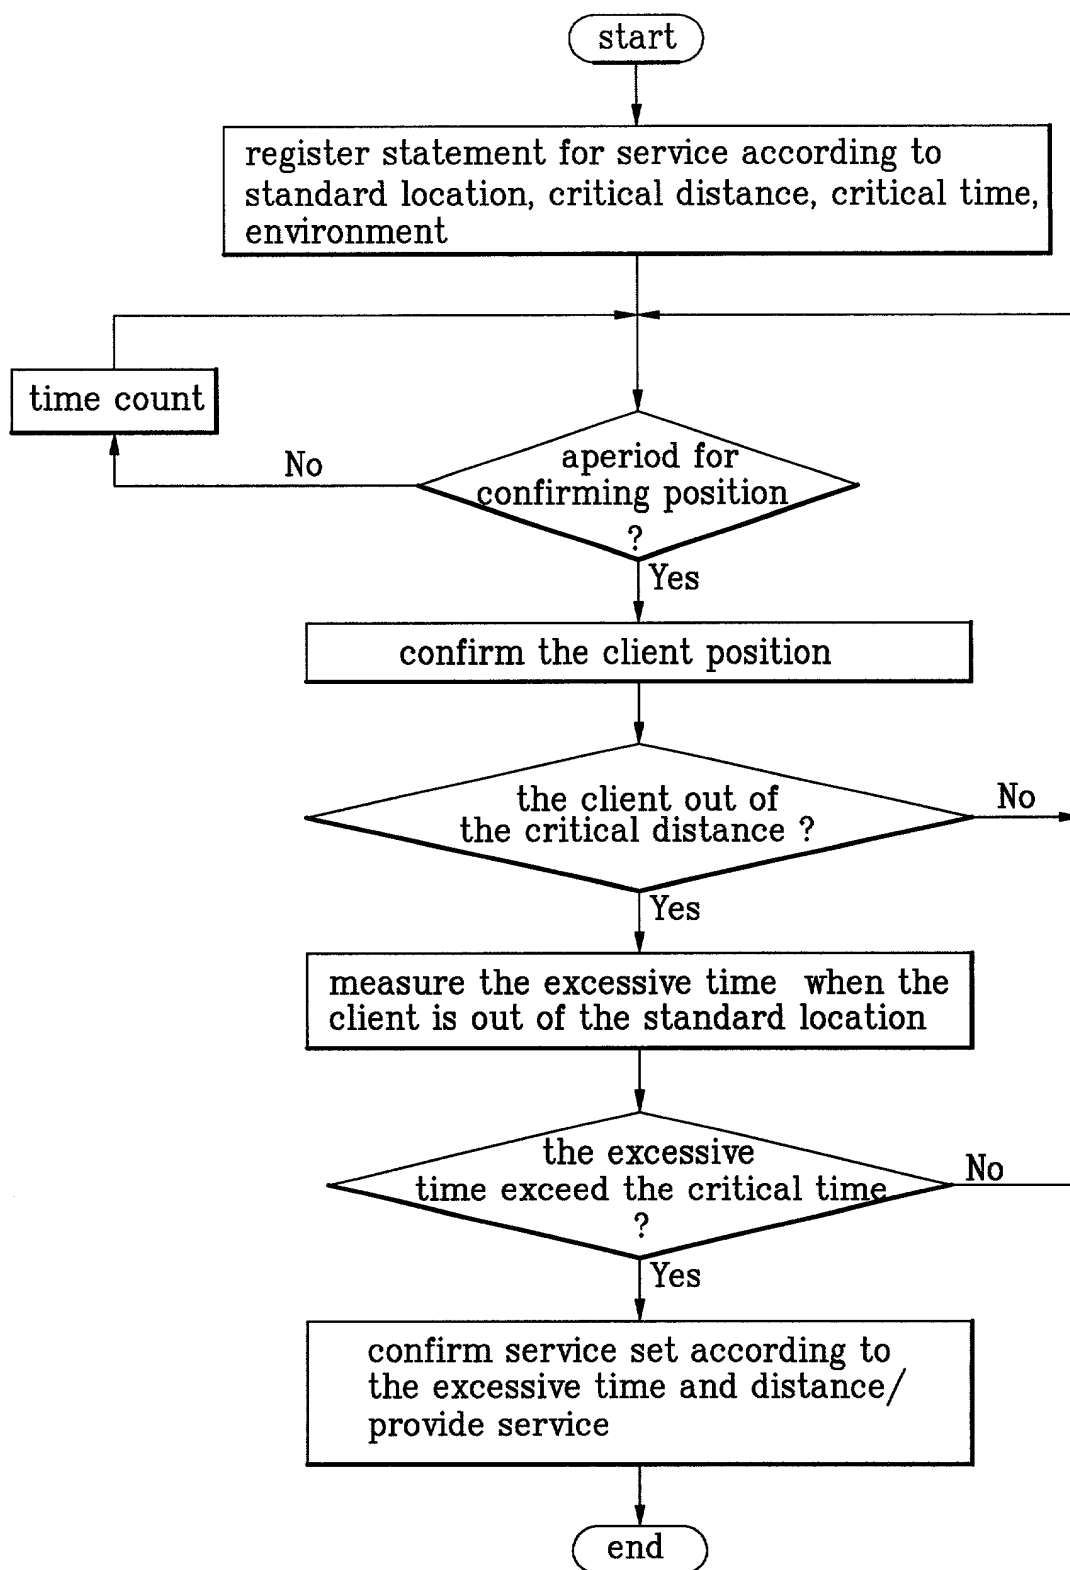 start
register statement for service according to
standard location, critical distance, critical time,
environment
time count
No
aperiod for
confirming position
?
Yes
confirm the client position
the client out of
the critical distance ?
No
Yes
measure the excessive time when the
client is out of the standard location
the excessive
time exceed the critical time
?
No
Yes
confirm service set according to
the excessive time and distance/
provide service
end